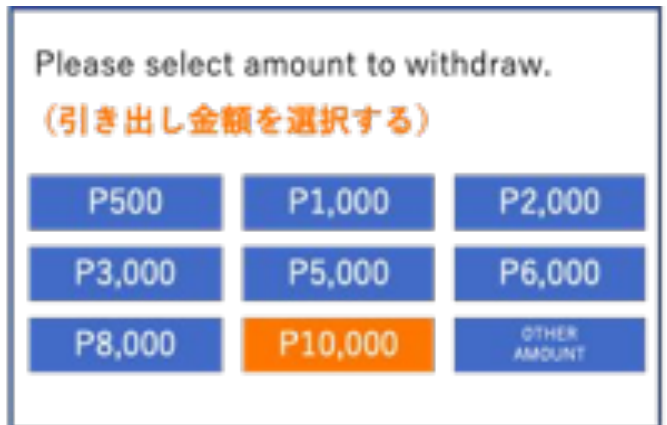 Please select amount to withdraw.
（引き出し金額を選択する）
P500 P1,000 P2,000
P3,000 P5,000 P6,000
P8,000 P10,000 OTHER AMOUNT